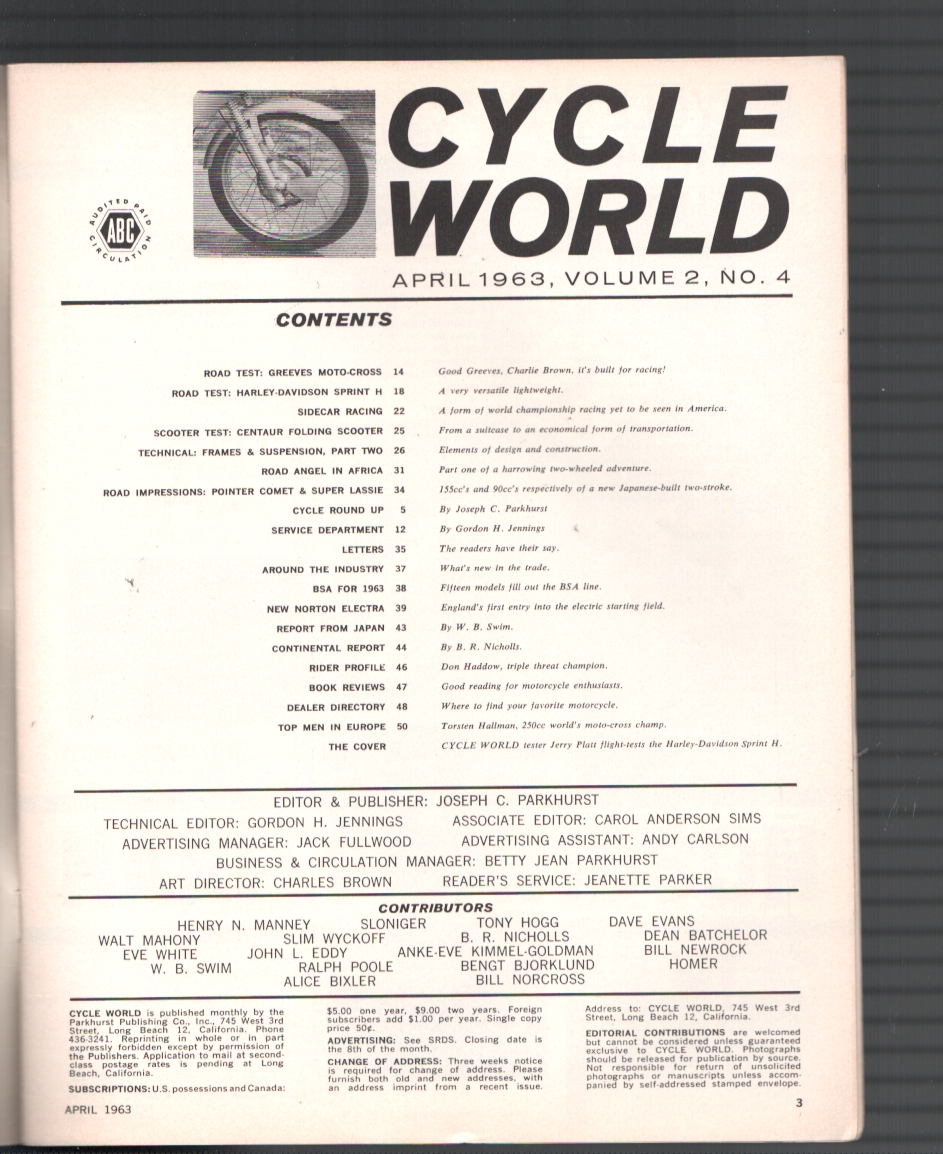 CYCLE
WORLD
AUDITED PAID
ABC
CIRCULATION
APRIL 1963, VOLUME 2, NO. 4
CONTENTS
ROAD TEST: GREEVES MOTO-CROSS 14 Good Greeves, Charlie Brown, it's built for racing!
ROAD TEST: HARLEY-DAVIDSON SPRINT H 18 A very versatile lightweight.
SIDECAR RACING 22 A form of world championship racing yet to be seen in America.
SCOOTER TEST: CENTAUR FOLDING SCOOTER 25 From a suitcase to an economical form of transportation.
TECHNICAL: FRAMES & SUSPENSION, PART TWO 26 Elements of design and construction.
ROAD ANGEL IN AFRICA 31 Part one of a harrowing two-wheeled adventure.
ROAD IMPRESSIONS: POINTER COMET & SUPER LASSIE 34 155cc's and 90cc's respectively of a new Japanese-built two-stroke.
CYCLE ROUND UP 5 By Joseph C. Parkhurst
SERVICE DEPARTMENT 12 By Gordon H. Jennings
LETTERS 35 The readers have their say.
AROUND THE INDUSTRY 37 What's new in the trade.
BSA FOR 1963 38 Fifteen models fill out the BSA line.
NEW NORTON ELECTRA 39 England's first entry into the electric starting field.
REPORT FROM JAPAN 43 By W. B. Swim.
CONTINENTAL REPORT 44 By B. R. Nicholls.
RIDER PROFILE 46 Don Haddow, triple threat champion.
BOOK REVIEWS 47 Good reading for motorcycle enthusiasts.
DEALER DIRECTORY 48 Where to find your favorite motorcycle.
TOP MEN IN EUROPE 50 Torsten Hallman, 250cc world's moto-cross champ.
THE COVER CYCLE WORLD tester Jerry Platt flight-tests the Harley-Davidson Sprint H.
EDITOR & PUBLISHER: JOSEPH C. PARKHURST
TECHNICAL EDITOR: GORDON H. JENNINGS ASSOCIATE EDITOR: CAROL ANDERSON SIMS
ADVERTISING MANAGER: JACK FULLWOOD ADVERTISING ASSISTANT: ANDY CARLSON
BUSINESS & CIRCULATION MANAGER: BETTY JEAN PARKHURST
ART DIRECTOR: CHARLES BROWN READER'S SERVICE: JEANETTE PARKER
CONTRIBUTORS
HENRY N. MANNEY SLONIGER TONY HOGG DAVE EVANS
WALT MAHONY SLIM WYCKOFF B. R. NICHOLLS DEAN BATCHELOR
EVE WHITE JOHN L. EDDY ANKE-EVE KIMMEL-GOLDMAN BILL NEWROCK
W. B. SWIM RALPH POOLE BENGT BJORKLUND HOMER
ALICE BIXLER BILL NORCROSS
CYCLE WORLD is published monthly by the
Parkhurst Publishing Co., Inc., 745 West 3rd
Street, Long Beach 12, California. Phone
436-3241. Reprinting in whole or in part
expressly forbidden except by permission of
the Publishers. Application to mail at second-
class postage rates is pending at Long
Beach, California.
SUBSCRIPTIONS: U.S. possessions and Canada:
$5.00 one year, $9.00 two years. Foreign
subscribers add $1.00 per year. Single copy
price 50¢.
ADVERTISING: See SRDS. Closing date is
the 8th of the month.
CHANGE OF ADDRESS: Three weeks notice
is required for change of address. Please
furnish both old and new addresses, with
an address imprint from a recent issue.
Address to: CYCLE WORLD, 745 West 3rd
Street, Long Beach 12, California.
EDITORIAL CONTRIBUTIONS are welcomed
but cannot be considered unless guaranteed
exclusive to CYCLE WORLD. Photographs
should be released for publication by source.
Not responsible for return of unsolicited
photographs or manuscripts unless accom-
panied by self-addressed stamped envelope.
APRIL 1963
3